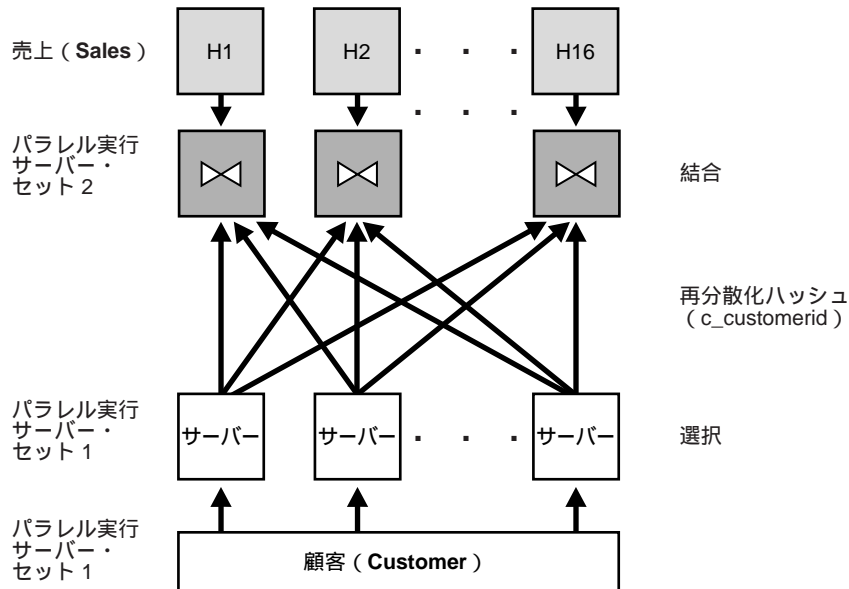 売上（Sales）
H1
H2
H16
パラレル実行
サーバー・
セット 2
結合
再分散化ハッシュ
（c_customerid）
パラレル実行
サーバー・
セット 1
サーバー
サーバー
サーバー
選択
パラレル実行
サーバー・
セット 1
顧客（Customer）